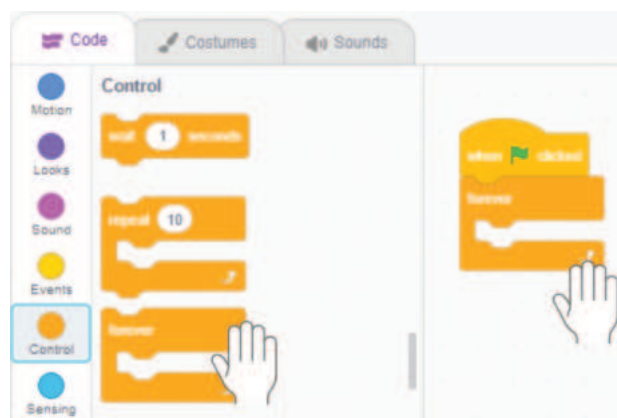 Code
Costumes
Sounds
Motion
Looks
Sound
Events
Control
Sensing
Control
wait 1 seconds
repeat 10
forever
when clicked
forever